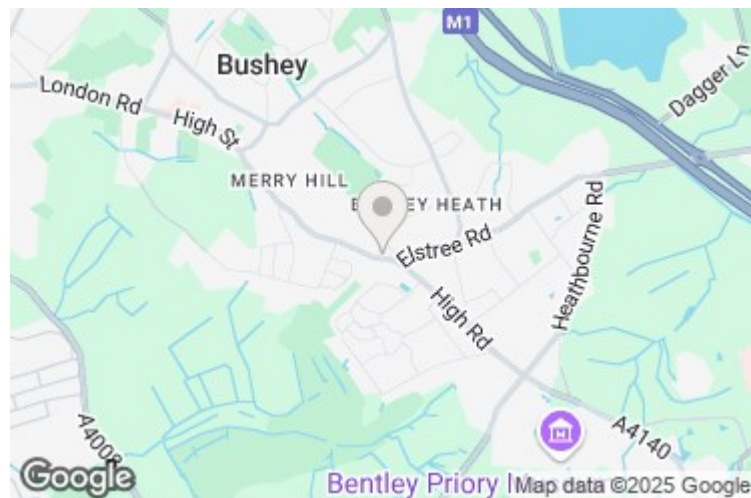 M1
Bushey
Dagger Ln
London Rd
High St
MERRY HILL
EY HEATH
Elstree Rd
Heathbourne Rd
High Rd
A4008
A4140
Google
Bentley Priory
Map data ©2025 Google